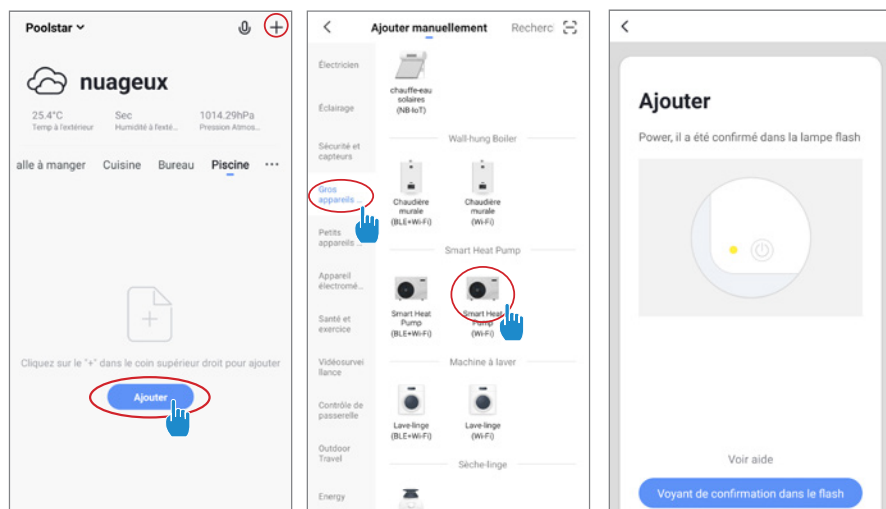 Poolstar
nuageux
25.4°C Sec 1014.29hPa
Temp à l'extérieur Humidité à l'exté... Pression Atmos...
alle à manger Cuisine Bureau Piscine ...
Cliquez sur le "+" dans le coin supérieur droit pour ajouter
Ajouter
Ajouter manuellement Recherc
Électricien
Éclairage
Sécurité et
capteurs
Gros
appareils ...
Petits
appareils ...
Appareil
électromé...
Santé et
exercice
Vidéosurvei
llance
Contrôle de
passerelle
Outdoor
Travel
Energy
chauffe-eau
solaires
(NB-IoT)
Wall-hung Boiler
Chaudière
murale
(BLE+Wi-Fi)
Chaudière
murale
(Wi-Fi)
Smart Heat Pump
Smart Heat
Pump
(BLE+Wi-Fi)
Smart Heat
Pump
(Wi-Fi)
Machine à laver
Lave-linge
(BLE+Wi-Fi)
Lave-linge
(Wi-Fi)
Sèche-linge
Ajouter
Power, il a été confirmé dans la lampe flash
Voir aide
Voyant de confirmation dans le flash